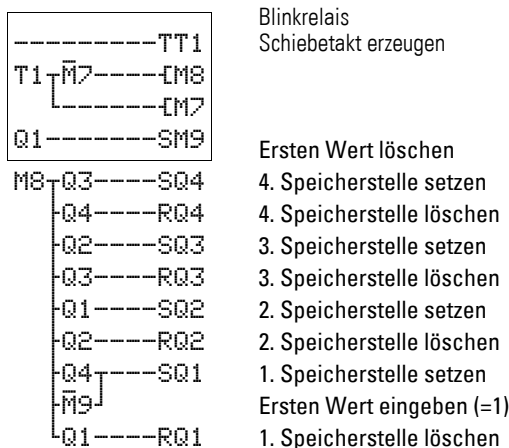 ---------TT1 Blinkrelais
Schiebetakt erzeugen
T1┬M̅7----[M8
└------[M7
Q1-------SM9 Ersten Wert löschen
M8┬Q3----SQ4 4. Speicherstelle setzen
├Q4----RQ4 4. Speicherstelle löschen
├Q2----SQ3 3. Speicherstelle setzen
├Q3----RQ3 3. Speicherstelle löschen
├Q1----SQ2 2. Speicherstelle setzen
├Q2----RQ2 2. Speicherstelle löschen
├Q4┬---SQ1 1. Speicherstelle setzen
├M̅9┘ Ersten Wert eingeben (=1)
└Q1----RQ1 1. Speicherstelle löschen